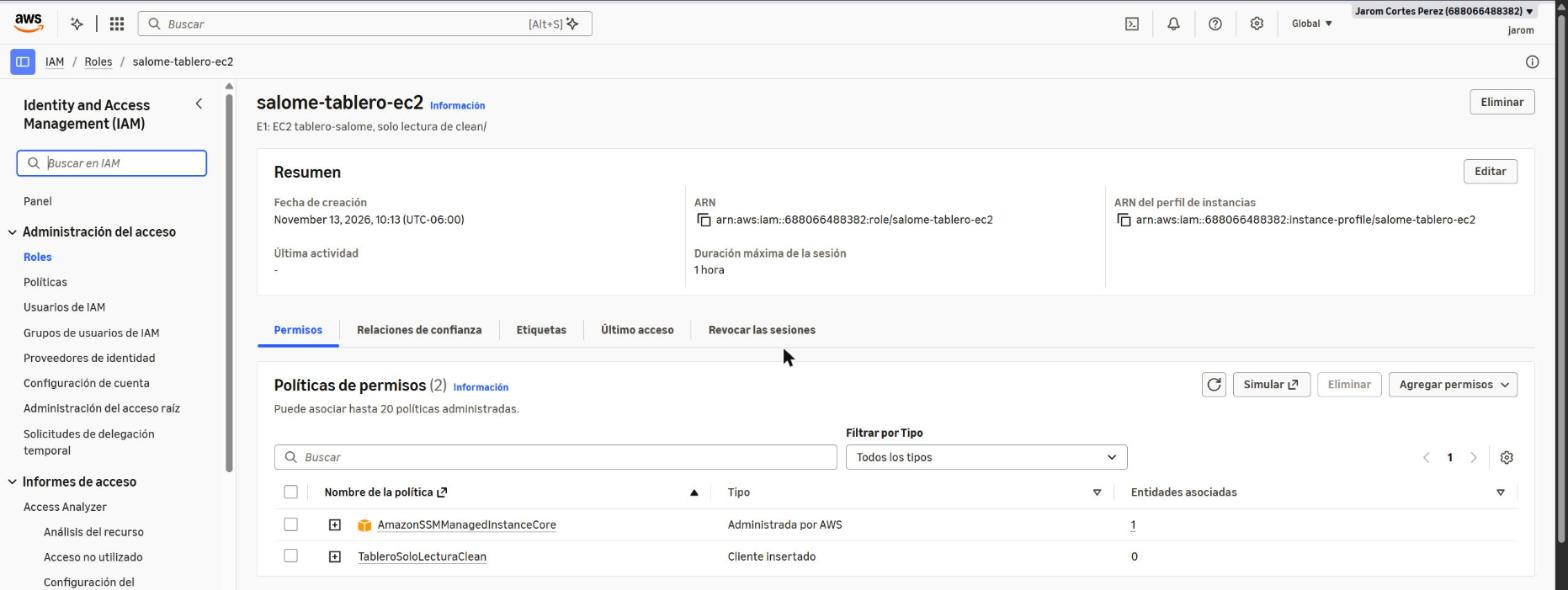 aws
Buscar
[Alt+S]
Global
Jarom Cortes Perez (688066488382)
jarom
IAM / Roles / salome-tablero-ec2
Identity and Access
Management (IAM)
Buscar en IAM
Panel
Administración del acceso
Roles
Políticas
Usuarios de IAM
Grupos de usuarios de IAM
Proveedores de identidad
Configuración de cuenta
Administración del acceso raíz
Solicitudes de delegación
temporal
Informes de acceso
Access Analyzer
Análisis del recurso
Acceso no utilizado
Configuración del
salome-tablero-ec2 Información
Eliminar
E1: EC2 tablero-salome, solo lectura de clean/
Resumen
Editar
Fecha de creación
November 13, 2026, 10:13 (UTC-06:00)
Última actividad
-
ARN
arn:aws:iam::688066488382:role/salome-tablero-ec2
Duración máxima de la sesión
1 hora
ARN del perfil de instancias
arn:aws:iam::688066488382:instance-profile/salome-tablero-ec2
Permisos Relaciones de confianza Etiquetas Último acceso Revocar las sesiones
Políticas de permisos (2) Información
Simular Eliminar Agregar permisos
Puede asociar hasta 20 políticas administradas.
Filtrar por Tipo
Buscar Todos los tipos 1
Nombre de la política Tipo Entidades asociadas
AmazonSSMManagedInstanceCore Administrada por AWS 1
TableroSoloLecturaClean Cliente insertado 0